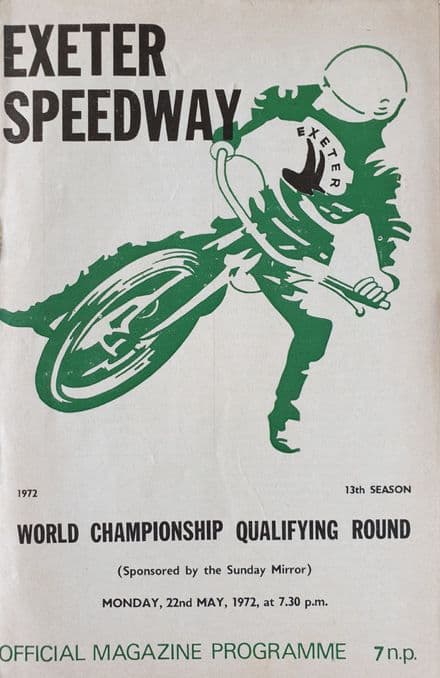 EXETER
SPEEDWAY
EXETER
1972
13th SEASON
WORLD CHAMPIONSHIP QUALIFYING ROUND
(Sponsored by the Sunday Mirror)
MONDAY, 22nd MAY, 1972, at 7.30 p.m.
OFFICIAL MAGAZINE PROGRAMME 7n.p.